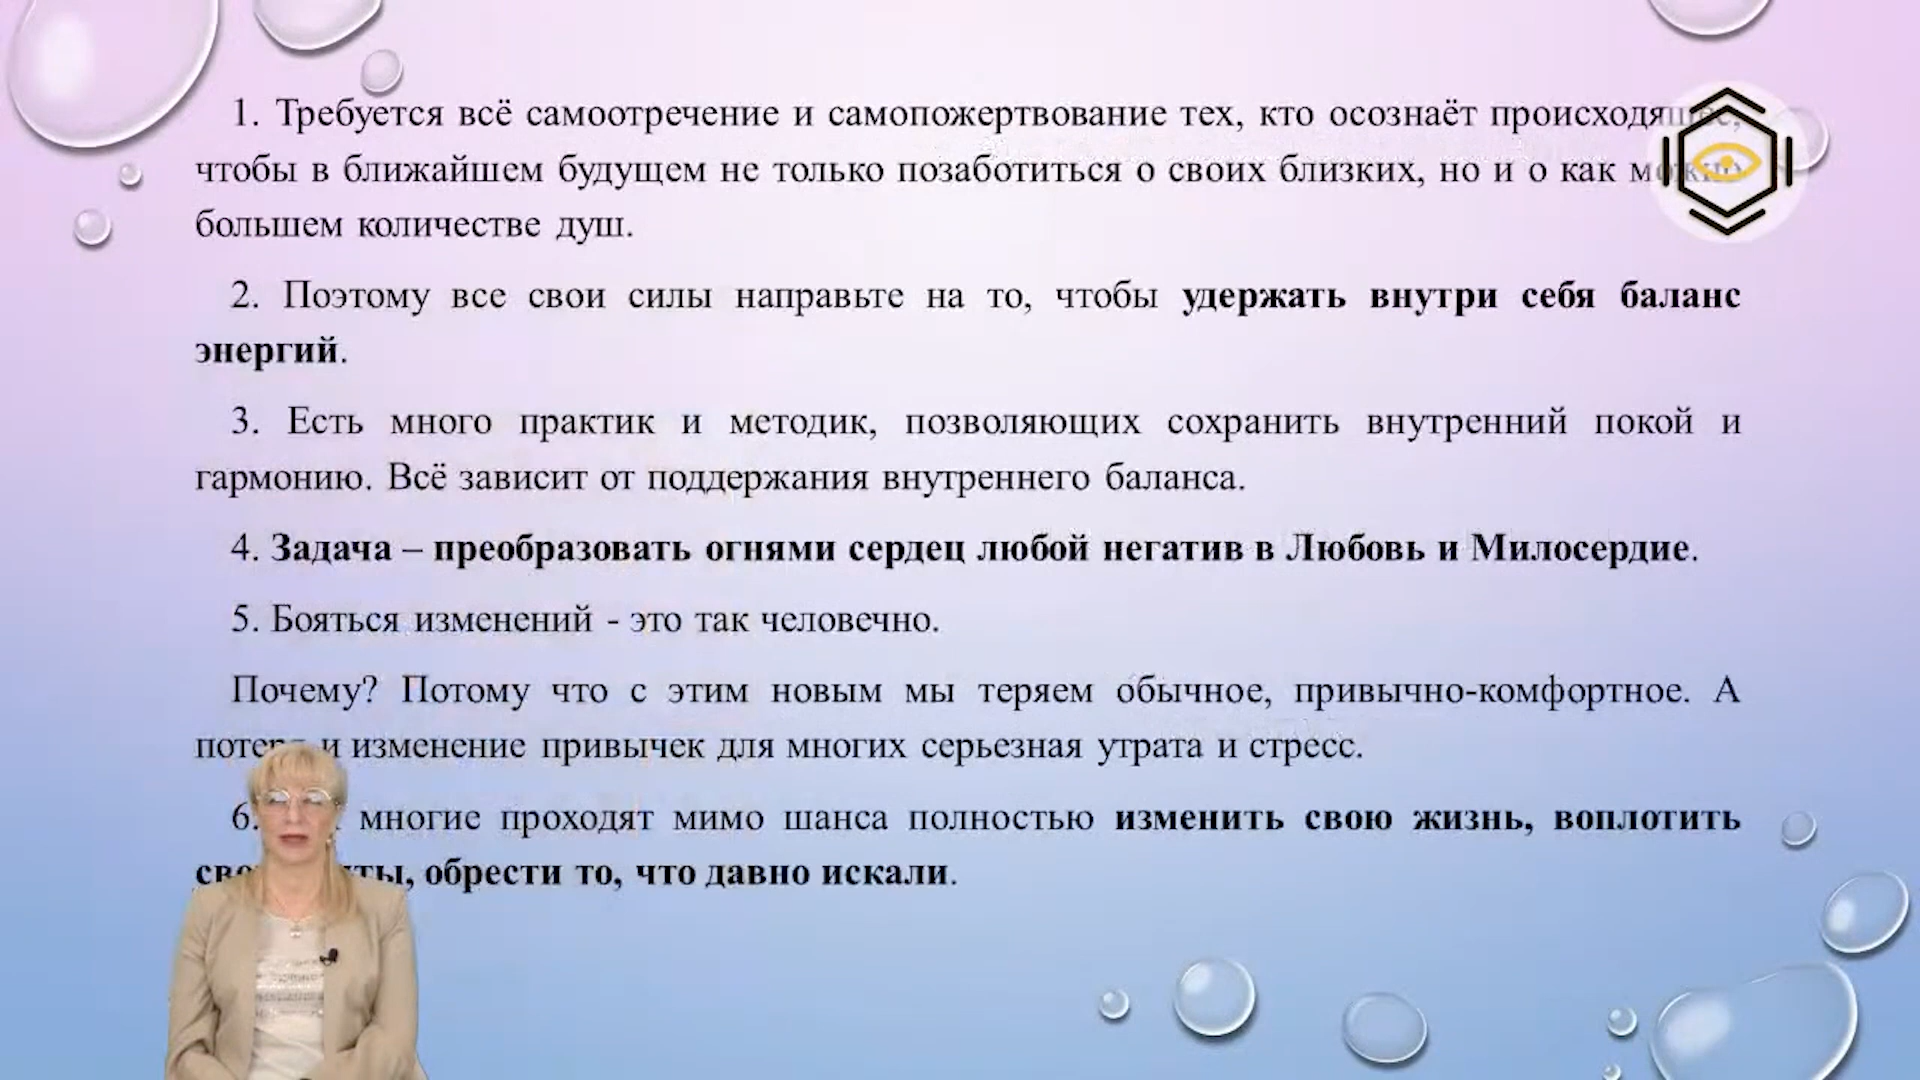 1. Требуется всё самоотречение и самопожертвование тех, кто осознаёт происходящее,
чтобы в ближайшем будущем не только позаботиться о своих близких, но и о как можно
большем количестве душ.
2. Поэтому все свои силы направьте на то, чтобы удержать внутри себя баланс
энергий.
3. Есть много практик и методик, позволяющих сохранить внутренний покой и
гармонию. Всё зависит от поддержания внутреннего баланса.
4. Задача – преобразовать огнями сердец любой негатив в Любовь и Милосердие.
5. Бояться изменений - это так человечно.
Почему? Потому что с этим новым мы теряем обычное, привычно-комфортное. А
и изменение привычек для многих серьезная утрата и стресс.
6. многие проходят мимо шанса полностью изменить свою жизнь, воплотить
обрести то, что давно искали.